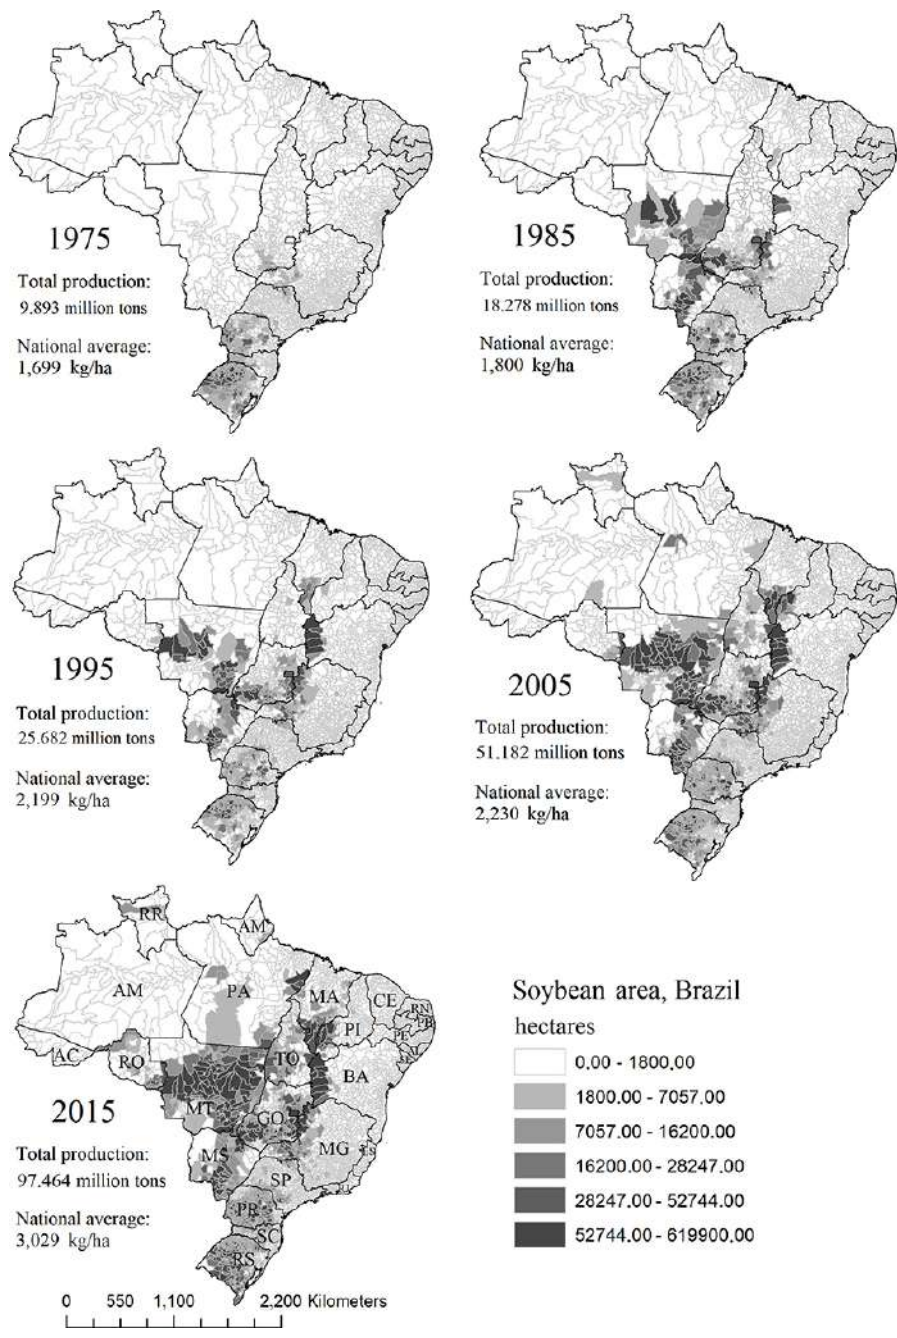 1975
Total production:
9.893 million tons
National average:
1,699 kg/ha
1985
Total production:
18.278 million tons
National average:
1,800 kg/ha
1995
Total production:
25.682 million tons
National average:
2,199 kg/ha
2005
Total production:
51.182 million tons
National average:
2,230 kg/ha
RR
AM
AM
PA
MA
CE
RN
PB
PI
PE
AC
RO
TO
BA
MT
GO
MS
MG
ES
SP
PR
SC
RS
2015
Total production:
97.464 million tons
National average:
3,029 kg/ha
0 550 1,100 2,200 Kilometers
Soybean area, Brazil
hectares
0.00 - 1800.00
1800.00 - 7057.00
7057.00 - 16200.00
16200.00 - 28247.00
28247.00 - 52744.00
52744.00 - 619900.00